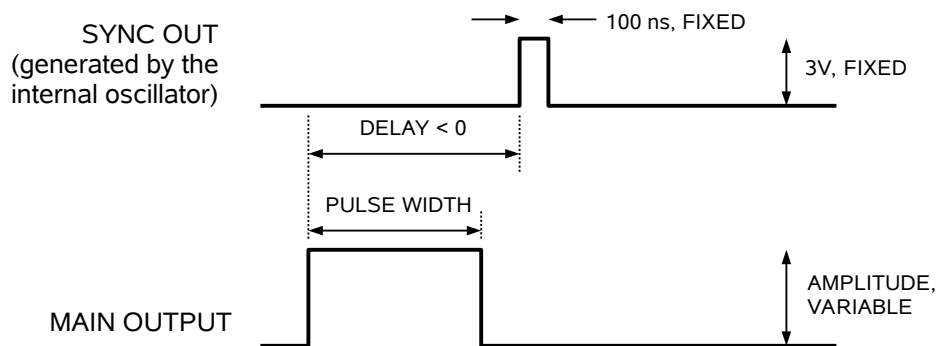 100 ns, FIXED
SYNC OUT
(generated by the
internal oscillator)
3V, FIXED
DELAY < 0
PULSE WIDTH
AMPLITUDE,
VARIABLE
MAIN OUTPUT